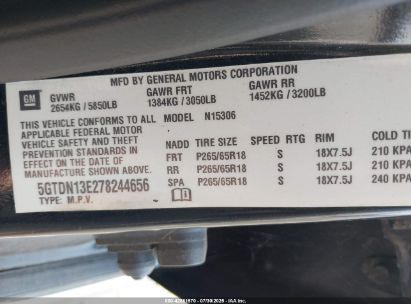 MFD BY GENERAL MOTORS CORPORATION
GM GVWR GAWR FRT GAWR RR
2654KG / 5850LB 1384KG / 3050LB 1452KG / 3200LB
THIS VEHICLE CONFORMS TO ALL MODEL N15306
APPLICABLE FEDERAL MOTOR
VEHICLE SAFETY AND THEFT NADT TIRE SIZE SPEED RTG RIM COLD TI
PREVENTION STANDARDS IN FRT P265/65R18 S 18X7.5J 210 KPA
EFFECT ON THE DATE OF RR P265/65R18 S 18X7.5J 210 KPA
MANUFACTURE SHOWN ABOVE. SPA P265/65R18 S 18X7.5J 240 KPA
5GTDN13E278244656
TYPE: M.P.V.